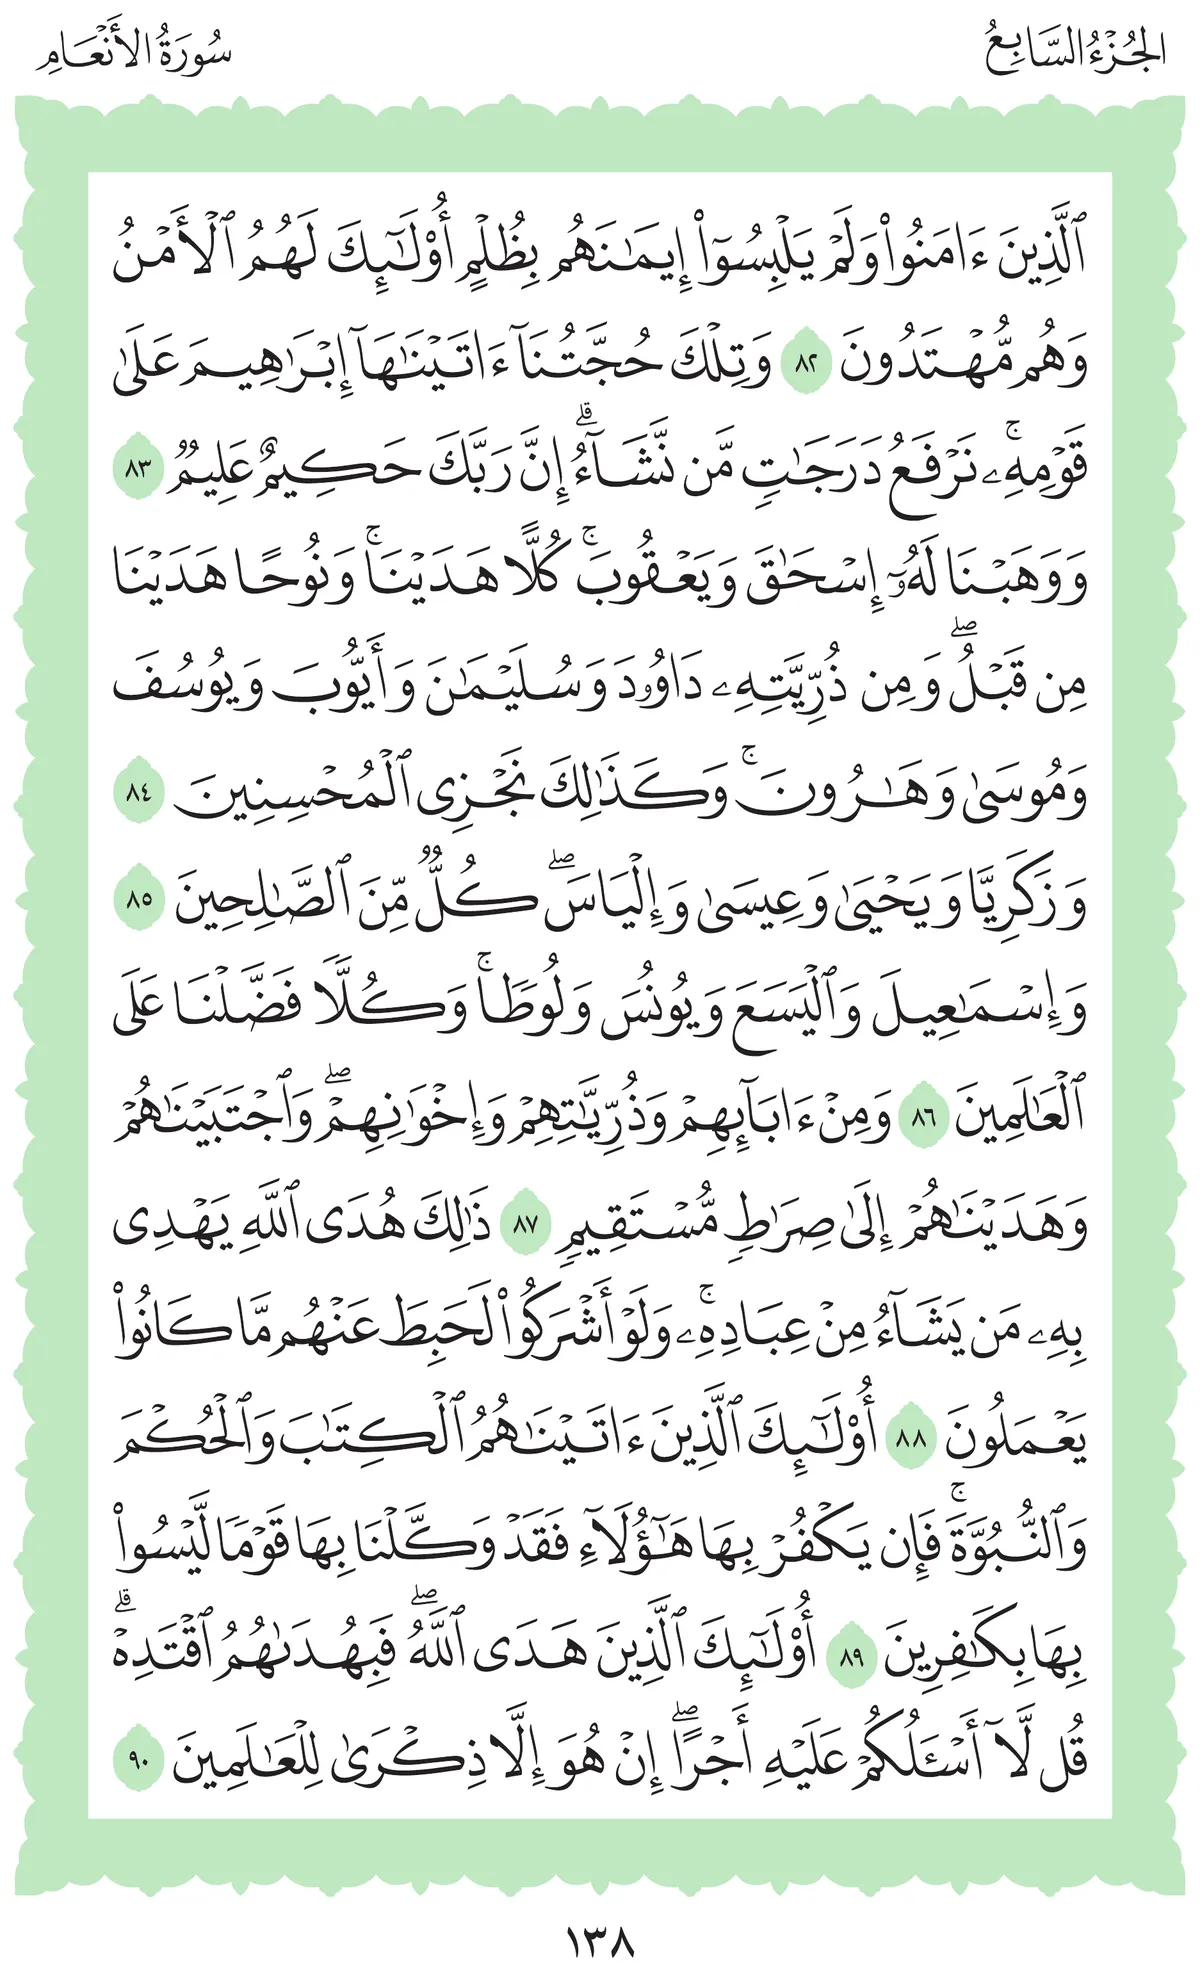 الجُزْءُ السَّابِعُ
سُورَةُ الأَنْعَامِ
ٱلَّذِينَ ءَامَنُوا۟ وَلَمْ يَلْبِسُوٓا۟ إِيمَـٰنَهُم بِظُلْمٍ أُو۟لَـٰٓئِكَ لَهُمُ ٱلْأَمْنُ
وَهُم مُّهْتَدُونَ ٨٢ وَتِلْكَ حُجَّتُنَآ ءَاتَيْنَـٰهَآ إِبْرَٰهِيمَ عَلَىٰ
قَوْمِهِۦ ۚ نَرْفَعُ دَرَجَـٰتٍ مَّن نَّشَآءُ ۗ إِنَّ رَبَّكَ حَكِيمٌ عَلِيمٌ ٨٣
وَوَهَبْنَا لَهُۥٓ إِسْحَـٰقَ وَيَعْقُوبَ ۚ كُلًّا هَدَيْنَا ۚ وَنُوحًا هَدَيْنَا
مِن قَبْلُ ۖ وَمِن ذُرِّيَّتِهِۦ دَاوُۥدَ وَسُلَيْمَـٰنَ وَأَيُّوبَ وَيُوسُفَ
وَمُوسَىٰ وَهَـٰرُونَ ۚ وَكَذَٰلِكَ نَجْزِى ٱلْمُحْسِنِينَ ٨٤
وَزَكَرِيَّا وَيَحْيَىٰ وَعِيسَىٰ وَإِلْيَاسَ ۖ كُلٌّ مِّنَ ٱلصَّـٰلِحِينَ ٨٥
وَإِسْمَـٰعِيلَ وَٱلْيَسَعَ وَيُونُسَ وَلُوطًا ۚ وَكُلًّا فَضَّلْنَا عَلَى
ٱلْعَـٰلَمِينَ ٨٦ وَمِنْ ءَابَآئِهِمْ وَذُرِّيَّـٰتِهِمْ وَإِخْوَٰنِهِمْ ۖ وَٱجْتَبَيْنَـٰهُمْ
وَهَدَيْنَـٰهُمْ إِلَىٰ صِرَٰطٍ مُّسْتَقِيمٍ ٨٧ ذَٰلِكَ هُدَى ٱللَّهِ يَهْدِى
بِهِۦ مَن يَشَآءُ مِنْ عِبَادِهِۦ ۚ وَلَوْ أَشْرَكُوا۟ لَحَبِطَ عَنْهُم مَّا كَانُوا۟
يَعْمَلُونَ ٨٨ أُو۟لَـٰٓئِكَ ٱلَّذِينَ ءَاتَيْنَـٰهُمُ ٱلْكِتَـٰبَ وَٱلْحُكْمَ
وَٱلنُّبُوَّةَ ۚ فَإِن يَكْفُرْ بِهَا هَـٰٓؤُلَآءِ فَقَدْ وَكَّلْنَا بِهَا قَوْمًا لَّيْسُوا۟
بِهَا بِكَـٰفِرِينَ ٨٩ أُو۟لَـٰٓئِكَ ٱلَّذِينَ هَدَى ٱللَّهُ ۖ فَبِهُدَىٰهُمُ ٱقْتَدِهْ ۗ
قُل لَّآ أَسْـَٔلُكُمْ عَلَيْهِ أَجْرًا ۖ إِنْ هُوَ إِلَّا ذِكْرَىٰ لِلْعَـٰلَمِينَ ٩٠
١٣٨